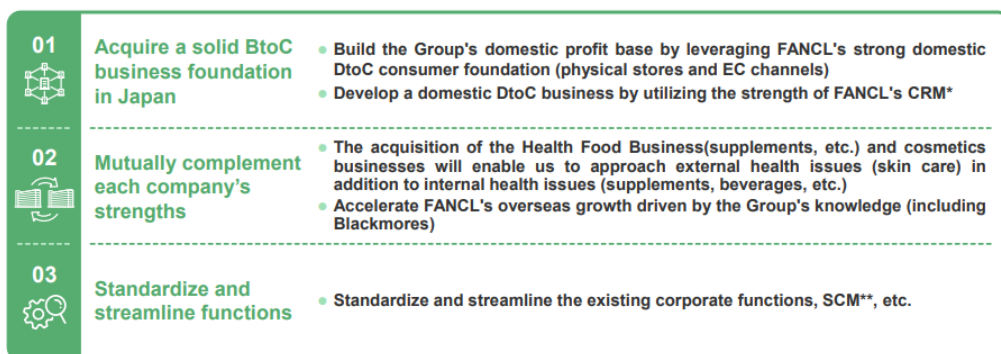 01
Acquire a solid BtoC
business foundation
in Japan
● Build the Group's domestic profit base by leveraging FANCL's strong domestic
DtoC consumer foundation (physical stores and EC channels)
● Develop a domestic DtoC business by utilizing the strength of FANCL's CRM*
02
Mutually complement
each company's
strengths
● The acquisition of the Health Food Business(supplements, etc.) and cosmetics
businesses will enable us to approach external health issues (skin care) in
addition to internal health issues (supplements, beverages, etc.)
● Accelerate FANCL's overseas growth driven by the Group's knowledge (including
Blackmores)
03
Standardize and
streamline functions
● Standardize and streamline the existing corporate functions, SCM**, etc.